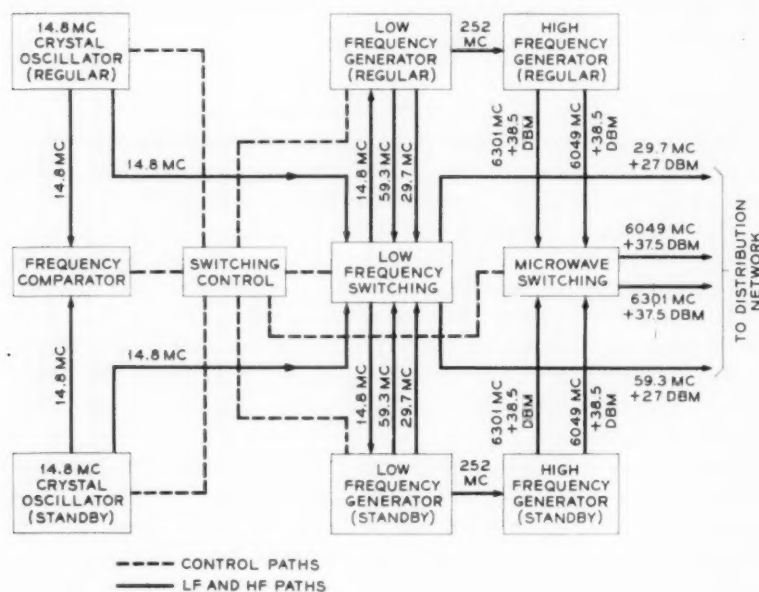 14.8 MC
CRYSTAL
OSCILLATOR
(REGULAR)
LOW
FREQUENCY
GENERATOR
(REGULAR)
252
MC
HIGH
FREQUENCY
GENERATOR
(REGULAR)
14.8 MC
14.8 MC
14.8 MC
59.3 MC
29.7 MC
6301 MC
+38.5
DBM
6049 MC
+38.5
DBM
29.7 MC
+27 DBM
FREQUENCY
COMPARATOR
SWITCHING
CONTROL
LOW
FREQUENCY
SWITCHING
MICROWAVE
SWITCHING
6049 MC
+37.5 DBM
6301 MC
+37.5 DBM
TO DISTRIBUTION
NETWORK
14.8 MC
14.8 MC
14.8 MC
59.3 MC
29.7 MC
6301 MC
+38.5
DBM
6049 MC
+38.5
DBM
59.3 MC
+27 DBM
14.8 MC
CRYSTAL
OSCILLATOR
(STANDBY)
LOW
FREQUENCY
GENERATOR
(STANDBY)
252
MC
HIGH
FREQUENCY
GENERATOR
(STANDBY)
CONTROL PATHS
LF AND HF PATHS